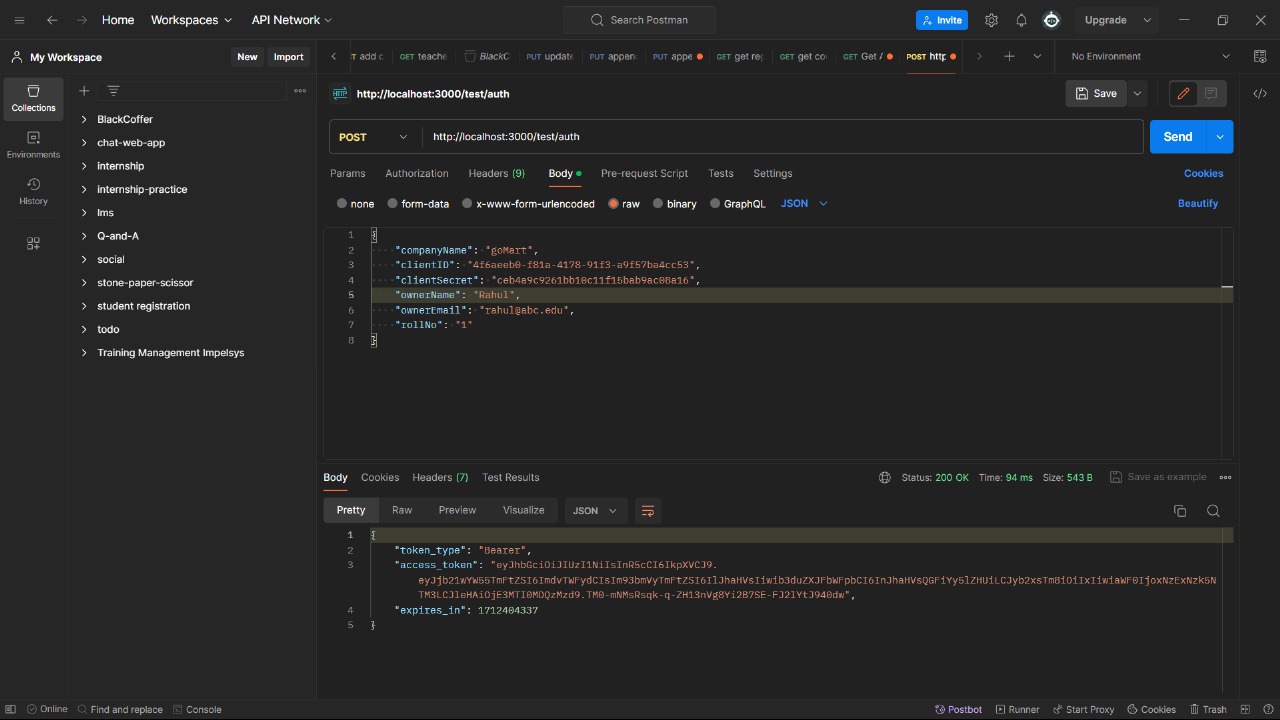 Home Workspaces API Network Search Postman Invite Upgrade
My Workspace New Import
GET teache BlackC PUT update PUT appen PUT appe GET get re GET get co GET Get / POST http No Environment
Collections
Environments
History
BlackCoffer
chat-web-app
internship
internship-practice
lms
Q-and-A
social
stone-paper-scissor
student registration
todo
Training Management Impelsys
HTTP http://localhost:3000/test/auth Save
POST http://localhost:3000/test/auth Send
Params Authorization Headers (9) Body Pre-request Script Tests Settings Cookies
none form-data x-www-form-urlencoded raw binary GraphQL JSON Beautify
1 {
2 "companyName": "goMart",
3 "clientID": "4f6aeeb0-f81a-4178-91f3-a9f57ba4cc53",
4 "clientSecret": "ceb4a9c9261bb10c11f15bab9ac08a16",
5 "ownerName": "Rahul",
6 "ownerEmail": "rahul@abc.edu",
7 "rollNo": "1"
8 }
Body Cookies Headers (7) Test Results Status: 200 OK Time: 94 ms Size: 543 B Save as example
Pretty Raw Preview Visualize JSON
1 {
2 "token_type": "Bearer",
3 "access_token": "eyJhbGciOiJIUzI1NiIsInR5cCI6IkpXVCJ9.
eyJjb21wYW55TmFtZSI6ImdvTWFydCIsIm93bmVyTmFtZSI6IlJhaHVsIiwib3duZXJFbWFpbCI6InJhaHVsQGFiYy5lZHUiLCJyb2xsTm8iOiIxIiwiaWF0IjoxNzExNzk5N
TM3LCJleHAiOjE3MTI0MDQzMzd9.TM0-mNMsRsqk-q-ZH13nVg8Yi2B7SE-FJ2lYtJ940dw",
4 "expires_in": 1712404337
5 }
Online Find and replace Console Postbot Runner Start Proxy Cookies Trash